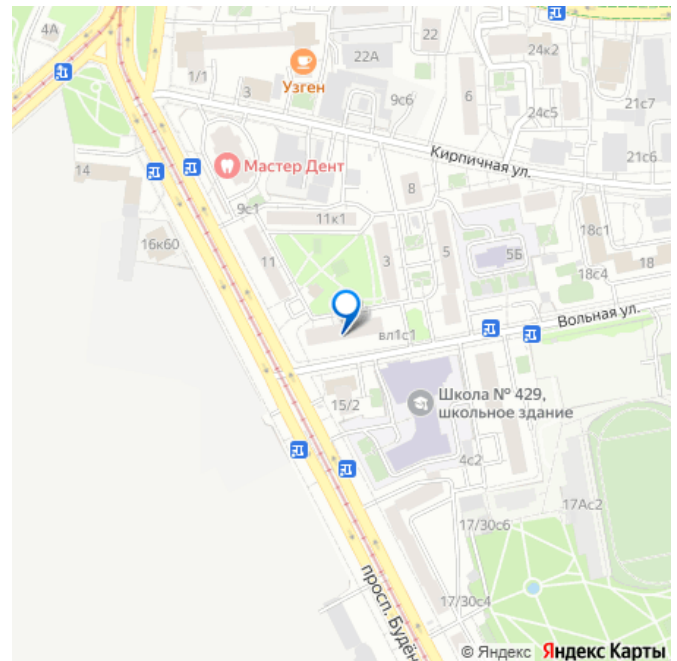 4А
1/1
3
Узген
22А
22
24к2
9с6
6
24с5
21с7
Кирпичная ул.
21с6
14
Мастер Дент
8
9с1
11к1
16к60
11
3
5
5Б
18с1
18с4
18
вл1с1
Вольная ул.
15/2
Школа № 429,
школьное здание
4с2
17Ас2
17/30с6
17/30с4
просп. Будён
© Яндекс Яндекс Карты